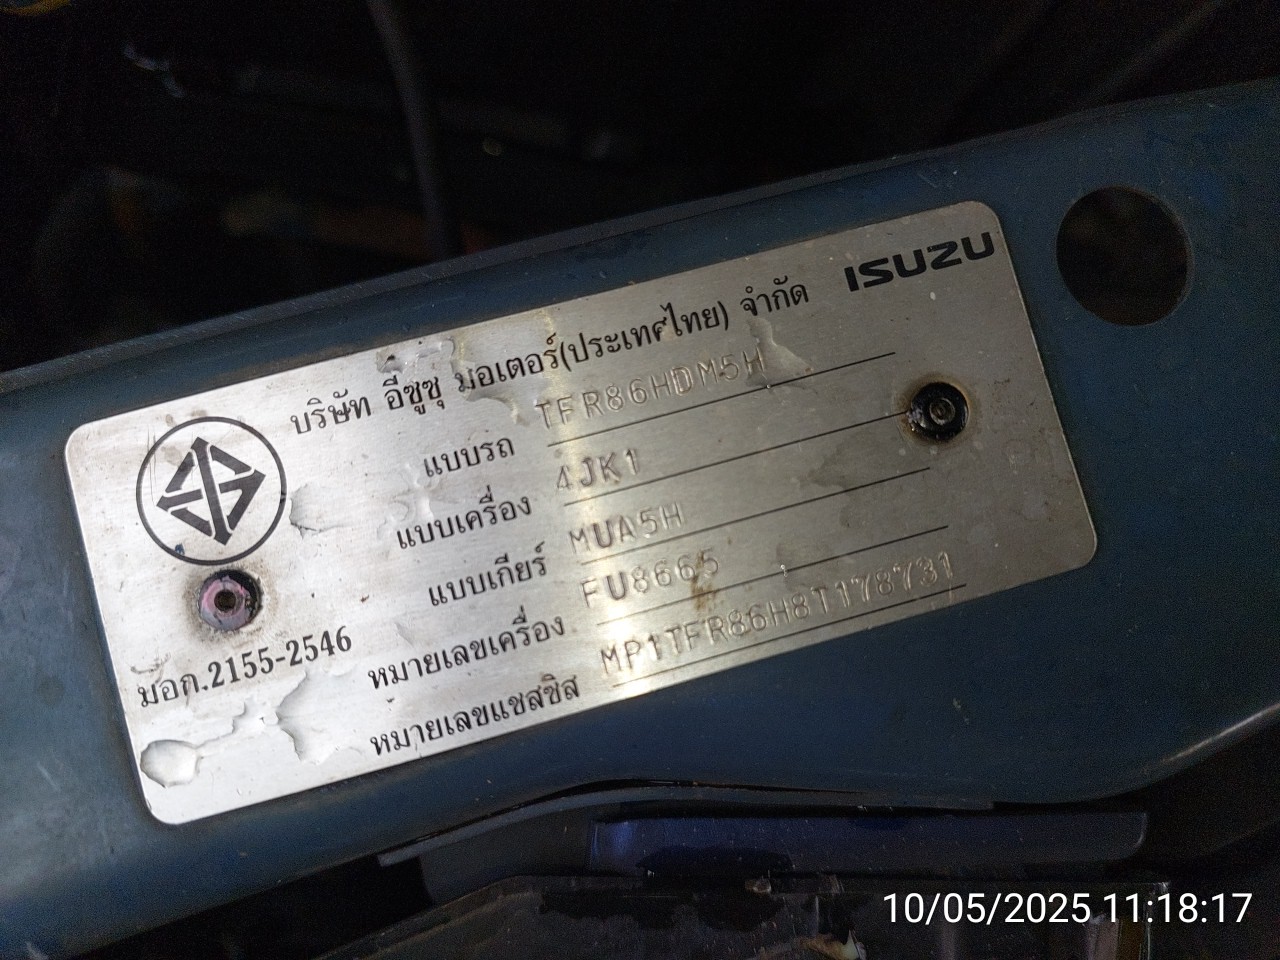 ISUZU
บริษัท อีซูซุ มอเตอร์(ประเทศไทย) จำกัด
แบบรถ TFR86HDM5H
แบบเครื่อง 4JK1
แบบเกียร์ MUA5H
หมายเลขเครื่อง FU8665
หมายเลขแชสซิส MP1TFR86H8T178731
มอก.2155-2546
10/05/2025 11:18:17